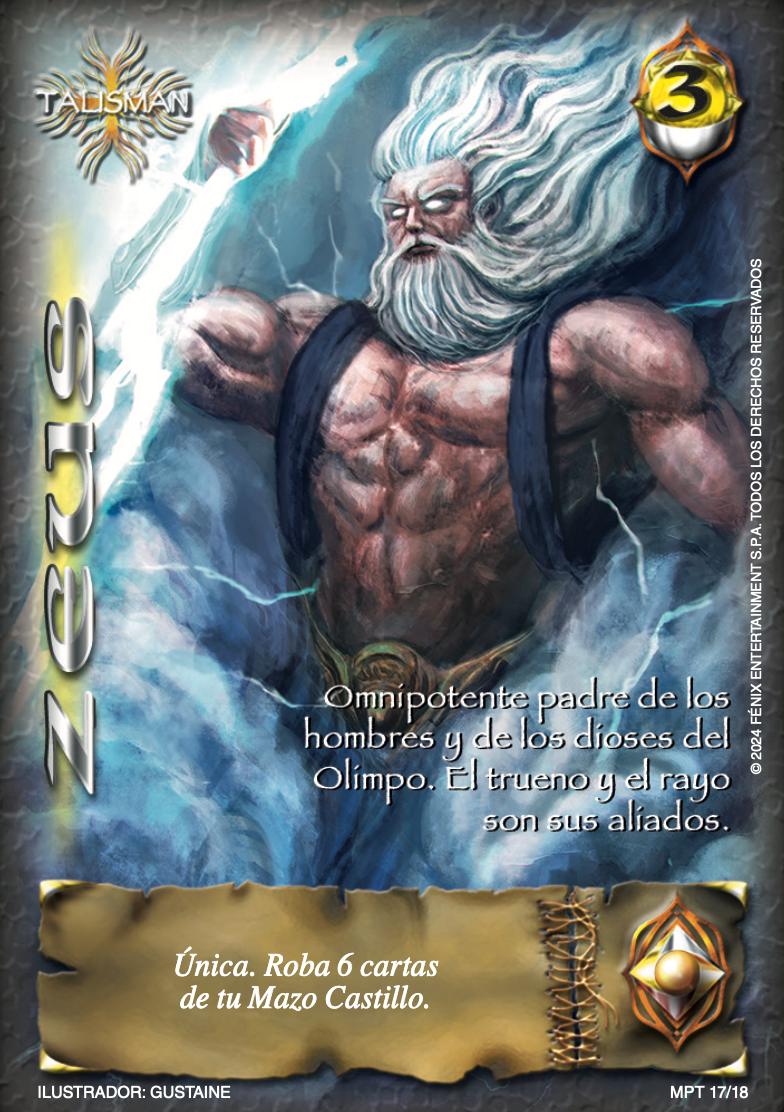 TALISMAN
3
zeus
Omnipotente padre de los
hombres y de los dioses del
Olimpo. El trueno y el rayo
son sus aliados.
© 2024 FÉNIX ENTERTAINMENT S.P.A. TODOS LOS DERECHOS RESERVADOS
Única. Roba 6 cartas
de tu Mazo Castillo.
ILUSTRADOR: GUSTAINE
MPT 17/18